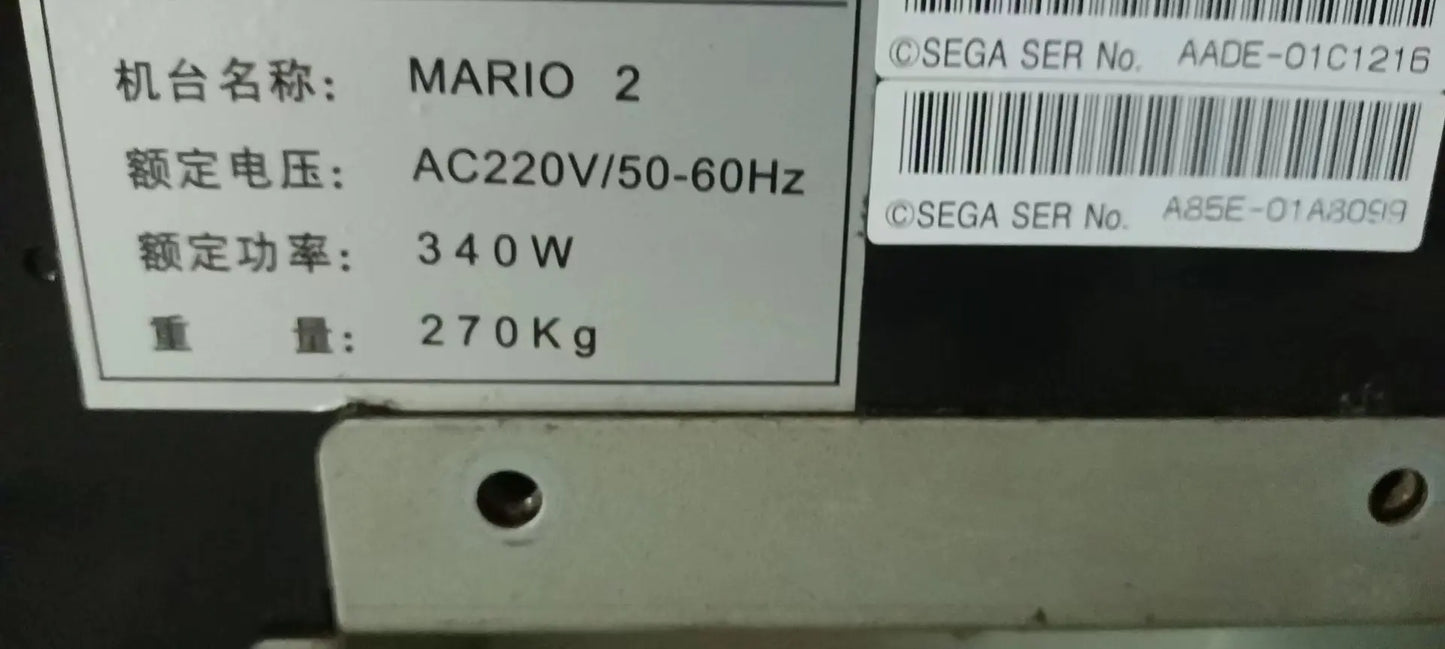 机台名称: MARIO 2
额定电压: AC220V/50-60Hz
额定功率: 340W
重 量: 270Kg
©SEGA SER No. AADE-01C1216
©SEGA SER No. A85E-01A8099